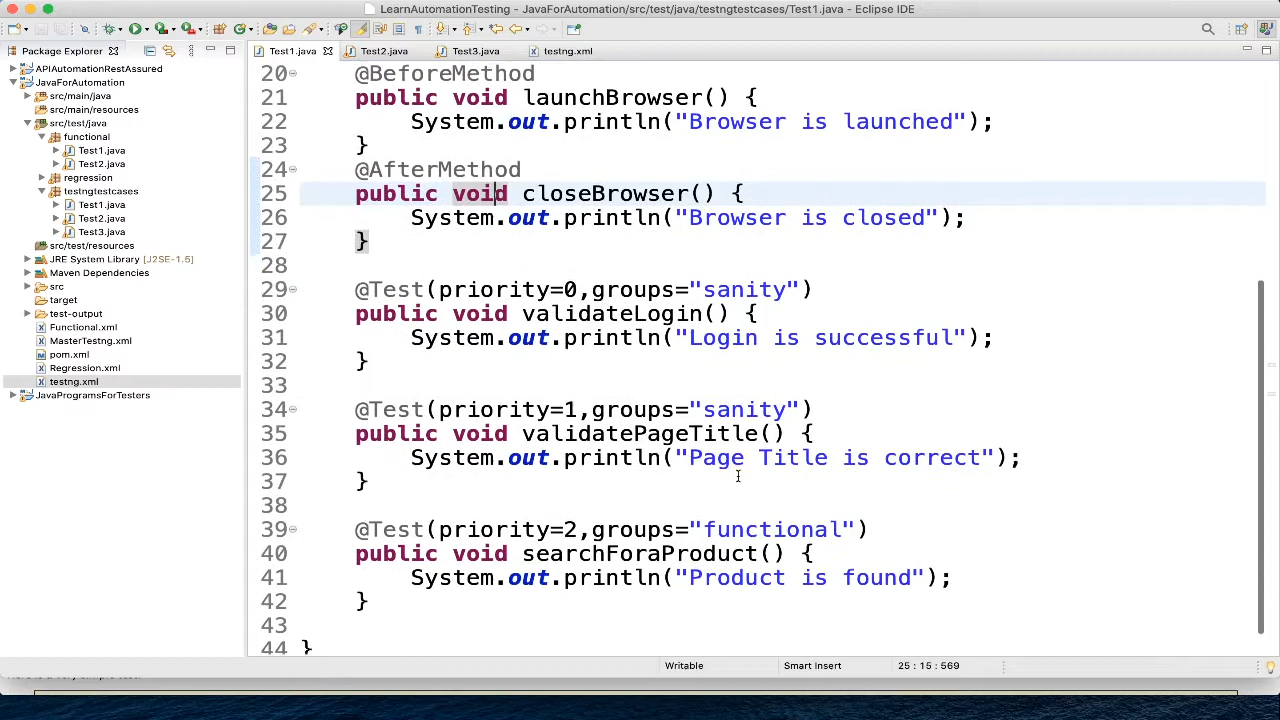 LearnAutomationTesting - JavaForAutomation/src/test/java/testngtestcases/Test1.java - Eclipse IDE
Package Explorer
Test1.java
Test2.java
Test3.java
testng.xml
APIAutomationRestAssured
JavaForAutomation
src/main/java
src/main/resources
src/test/java
functional
Test1.java
Test2.java
regression
testngtestcases
Test1.java
Test2.java
Test3.java
src/test/resources
JRE System Library [J2SE-1.5]
Maven Dependencies
src
target
test-output
Functional.xml
MasterTestng.xml
pom.xml
Regression.xml
testng.xml
JavaProgramsForTesters
20 @BeforeMethod
21 public void launchBrowser() {
22 System.out.println("Browser is launched");
23 }
24 @AfterMethod
25 public void closeBrowser() {
26 System.out.println("Browser is closed");
27 }
28
29 @Test(priority=0,groups="sanity")
30 public void validateLogin() {
31 System.out.println("Login is successful");
32 }
33
34 @Test(priority=1,groups="sanity")
35 public void validatePageTitle() {
36 System.out.println("Page Title is correct");
37 }
38
39 @Test(priority=2,groups="functional")
40 public void searchForaProduct() {
41 System.out.println("Product is found");
42 }
43
44 }
Writable
Smart Insert
25 : 15 : 569